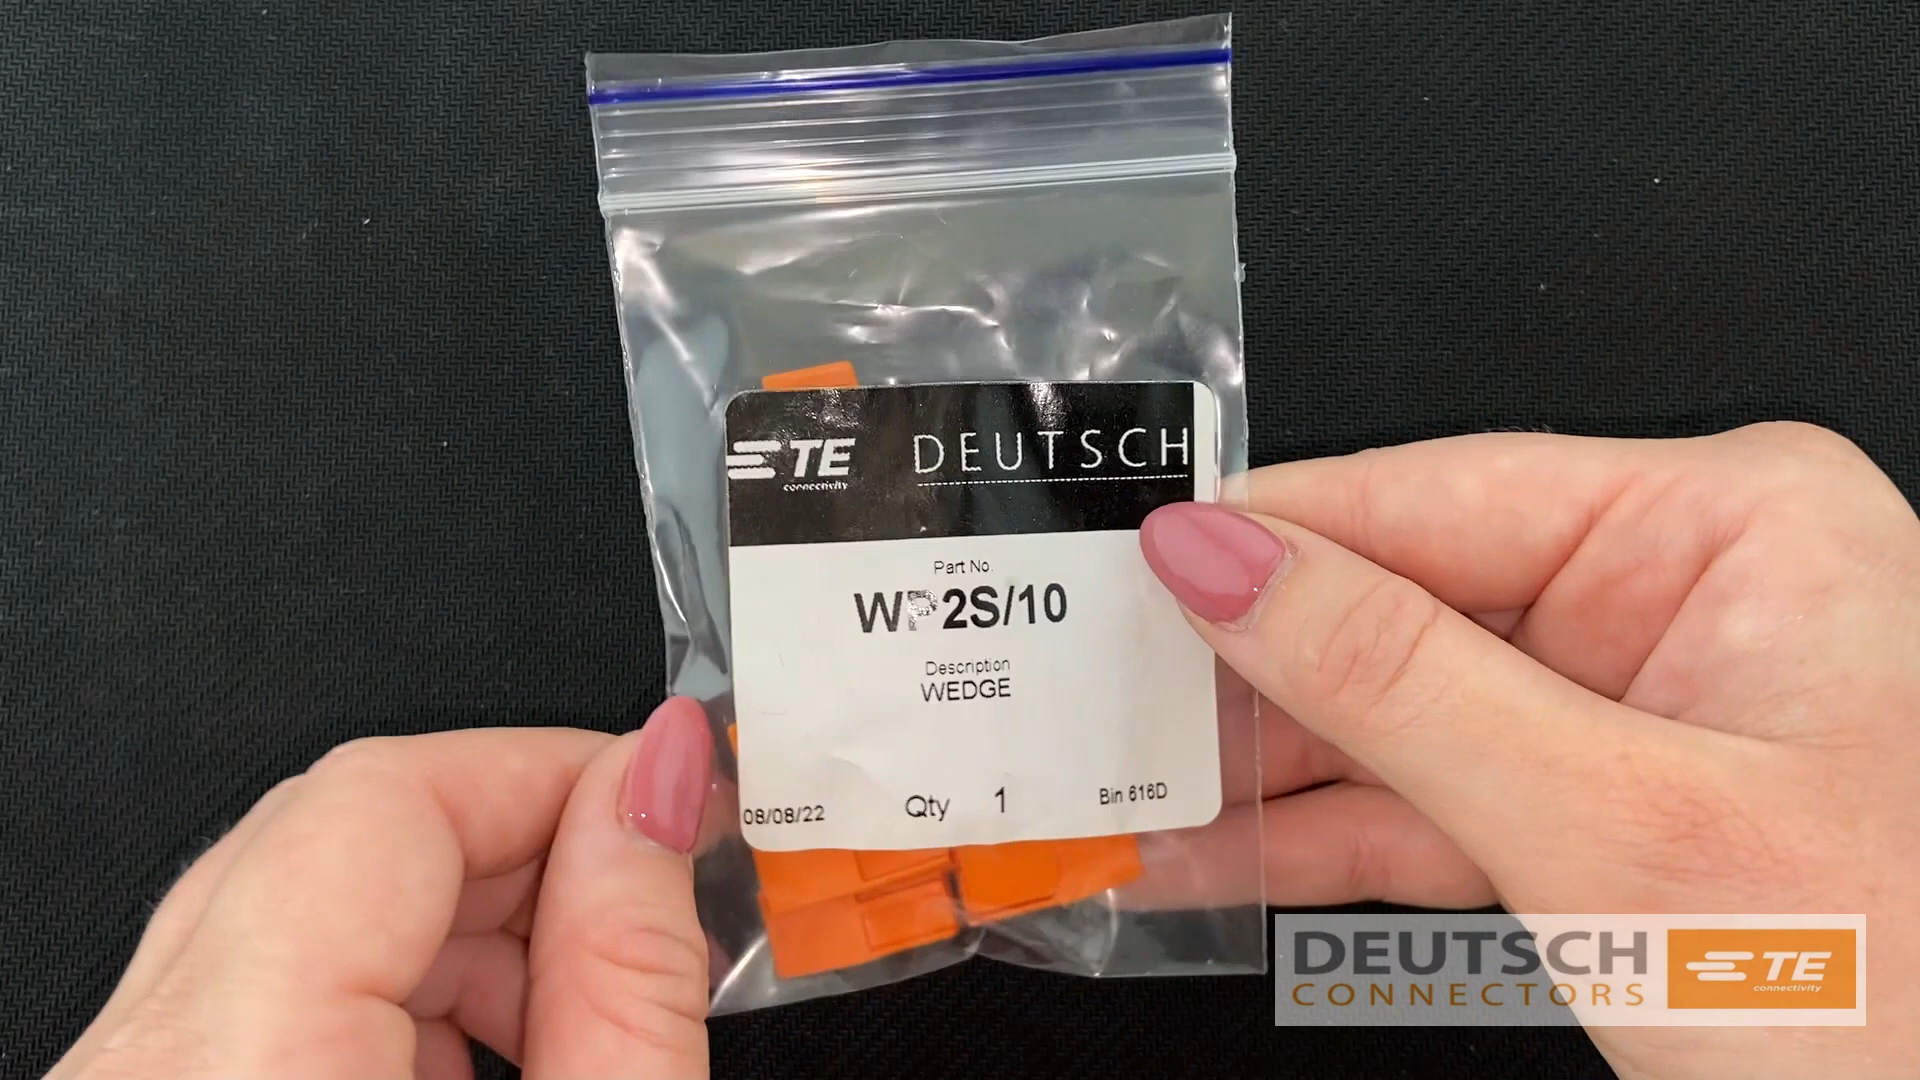 TE
connectivity
DEUTSCH
Part No.
WP2S/10
Description
WEDGE
08/08/22 Qty 1 Bin 616D
DEUTSCH
CONNECTORS
TE
connectivity